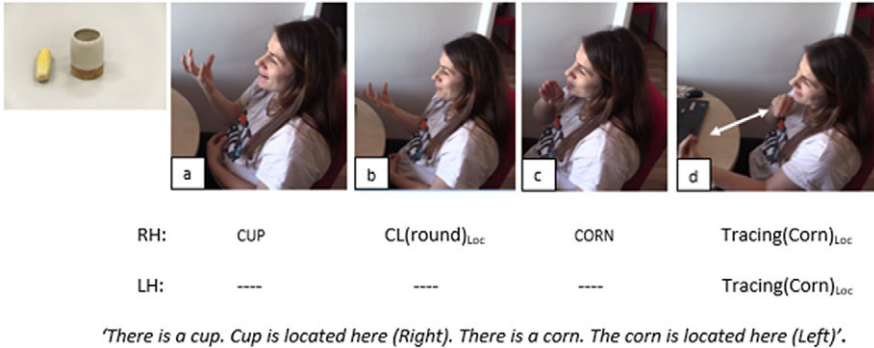 a b c d
RH: CUP CL(round)Loc CORN Tracing(Corn)Loc
LH: ---- ---- ---- Tracing(Corn)Loc
‘There is a cup. Cup is located here (Right). There is a corn. The corn is located here (Left)’.